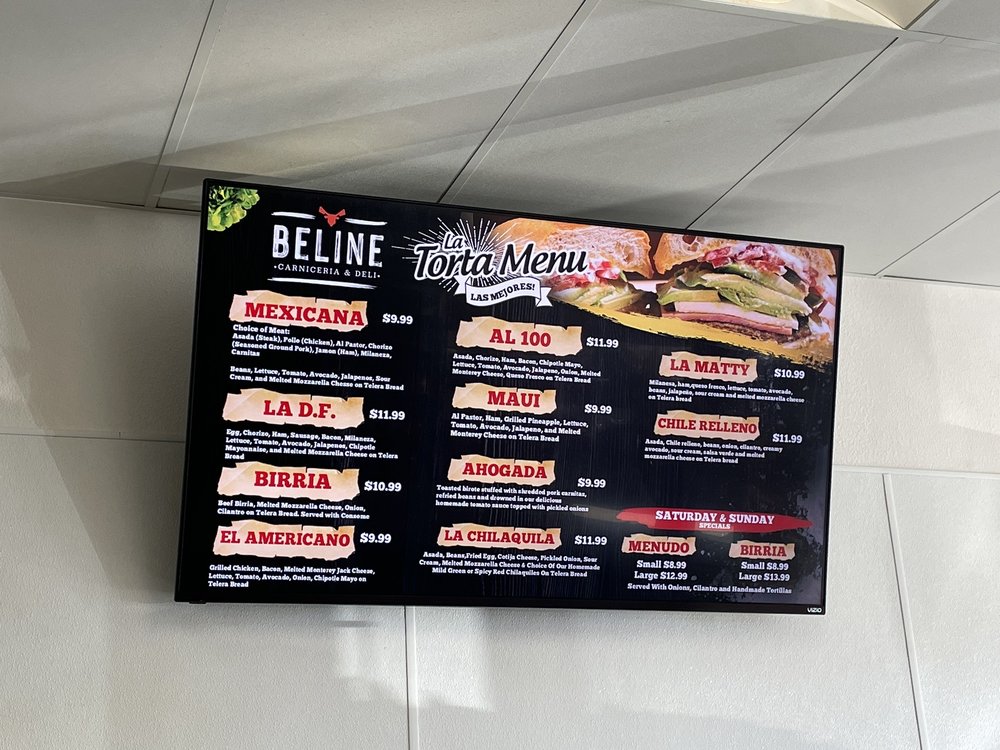 BELINE
•CARNICERIA & DELI•
La
Torta Menu
LAS MEJORES!
MEXICANA $9.99
Choice of Meat:
Asada (Steak), Pollo (Chicken), Al Pastor, Chorizo
(Seasoned Ground Pork), Jamon (Ham), Milaneza,
Carnitas
Beans, Lettuce, Tomato, Avocado, Jalapenos, Sour
Cream, and Melted Mozzarella Cheese on Telera Bread
LA D.F. $11.99
Egg, Chorizo, Ham, Sausage, Bacon, Milaneza,
Lettuce, Tomato, Avocado, Jalapenos, Chipotle
Mayonnaise, and Melted Mozzarella Cheese on Telera
Bread
BIRRIA $10.99
Beef Birria, Melted Mozzarella Cheese, Onion,
Cilantro on Telera Bread. Served with Consome
EL AMERICANO $9.99
Grilled Chicken, Bacon, Melted Monterey Jack Cheese,
Lettuce, Tomato, Avocado, Onion, Chipotle Mayo on
Telera Bread
AL 100 $11.99
Asada, Chorizo, Ham, Bacon, Chipotle Mayo,
Lettuce, Tomato, Avocado, Jalapeno, Onion, Melted
Monterey Cheese, Queso Fresco on Telera Bread
MAUI $9.99
Al Pastor, Ham, Grilled Pineapple, Lettuce,
Tomato, Avocado, Jalapeno, and Melted
Monterey Cheese on Telera Bread
AHOGADA $9.99
Toasted birote stuffed with shredded pork carnitas,
refried beans and drowned in our delicious
homemade tomato sauce topped with pickled onions
LA CHILAQUILA $11.99
Asada, Beans,Fried Egg, Cotija Cheese, Pickled Onion, Sour
Cream, Melted Mozzarella Cheese & Choice Of Our Homemade
Mild Green or Spicy Red Chilaquiles On Telera Bread
LA MATTY $10.99
Milanesa, ham,queso fresco, lettuce, tomato, avocado,
beans, jalapeño, sour cream and melted mozzarella cheese
on Telera bread
CHILE RELLENO $11.99
Asada, Chile relleno, beans, onion, cilantro, creamy
avocado, sour cream, salsa verde and melted
mozzarella cheese on Telera bread
SATURDAY & SUNDAY
SPECIALS
MENUDO
Small $8.99
Large $12.99
BIRRIA
Small $8.99
Large $13.99
Served With Onions, Cilantro and Handmade Tortillas
VIZIO